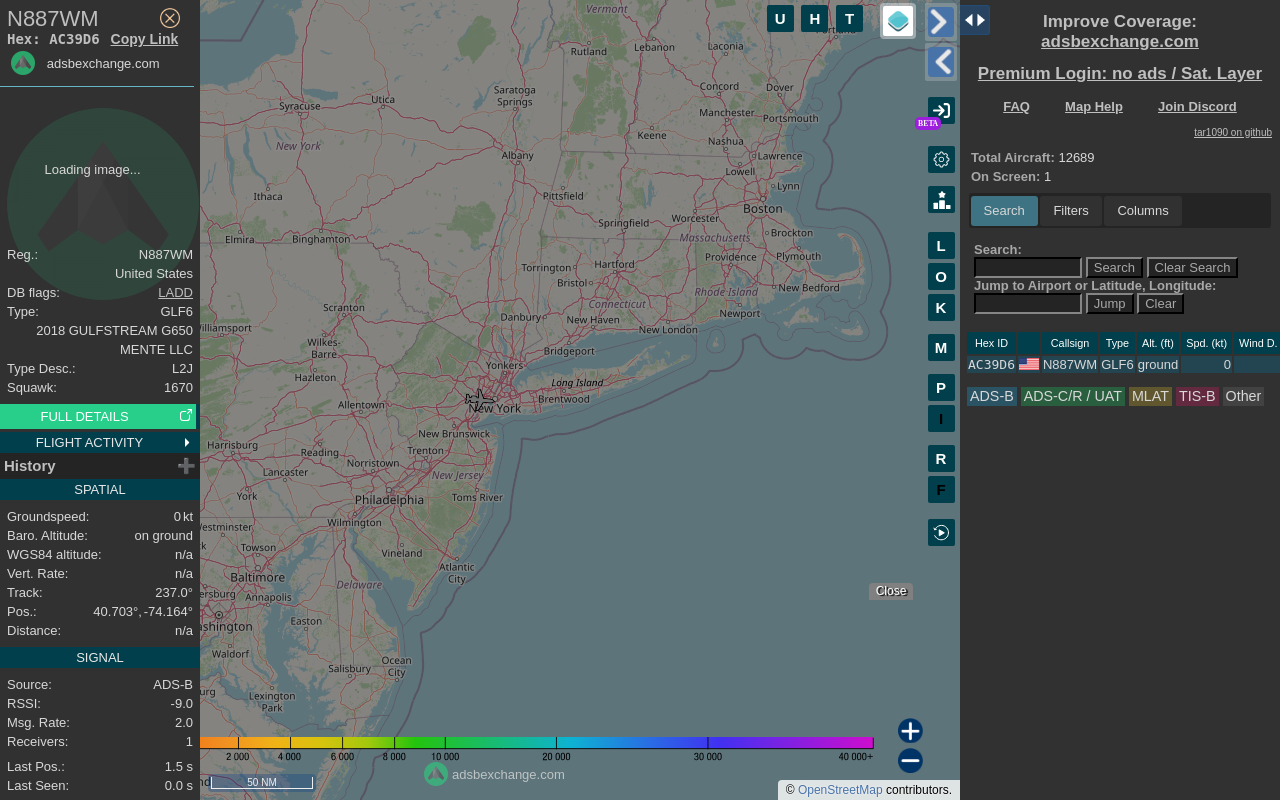 N887WM
Hex: AC39D6 Copy Link
adsbexchange.com
Loading image...
Reg.: N887WM
United States
DB flags: LADD
Type: GLF6
2018 GULFSTREAM G650
MENTE LLC
Type Desc.: L2J
Squawk: 1670
FULL DETAILS
FLIGHT ACTIVITY
History
SPATIAL
Groundspeed: 0 kt
Baro. Altitude: on ground
WGS84 altitude: n/a
Vert. Rate: n/a
Track: 237.0°
Pos.: 40.703°, -74.164°
Distance: n/a
SIGNAL
Source: ADS-B
RSSI: -9.0
Msg. Rate: 2.0
Receivers: 1
Last Pos.: 1.5 s
Last Seen: 0.0 s
Vermont
Rutland
Lebanon
Laconia
Syracuse
Utica
Saratoga
Springs
Concord
Dover
Manchester
Portsmouth
Keene
Nashua
New York
Albany
Lawrence
Lowell
Ithaca
Pittsfield
Lynn
Springfield
Worcester
Boston
Elmira
Binghamton
Massachusetts
Brockton
Torrington
Hartford
Providence
Plymouth
Bristol
Rhode Island
New Bedford
Scranton
Connecticut
Danbury
New Haven
New London
Newport
illiamsport
Wilkes-
Barre
Bridgeport
Yonkers
Hazleton
Long Island
Allentown
New York
Brentwood
New Brunswick
Harrisburg
Reading
Trenton
Norristown
Lancaster
New Jersey
York
Philadelphia
Toms River
estminster
Wilmington
Towson
Vineland
Baltimore
Atlantic
City
Delaware
ersburg
Annapolis
ashington
Easton
Waldorf
Ocean
City
Salisbury
Lexington
Park
U H T
BETA
L
O
K
M
P
I
R
F
Close
2 000 4 000 6 000 8 000 10 000 20 000 30 000 40 000+
adsbexchange.com
50 NM
© OpenStreetMap contributors.
Improve Coverage:
adsbexchange.com
Premium Login: no ads / Sat. Layer
FAQ Map Help Join Discord
tar1090 on github
Total Aircraft: 12689
On Screen: 1
Search Filters Columns
Search:
Search Clear Search
Jump to Airport or Latitude, Longitude:
Jump Clear
Hex ID Callsign Type Alt. (ft) Spd. (kt) Wind D.
AC39D6 N887WM GLF6 ground 0
ADS-B ADS-C/R / UAT MLAT TIS-B Other